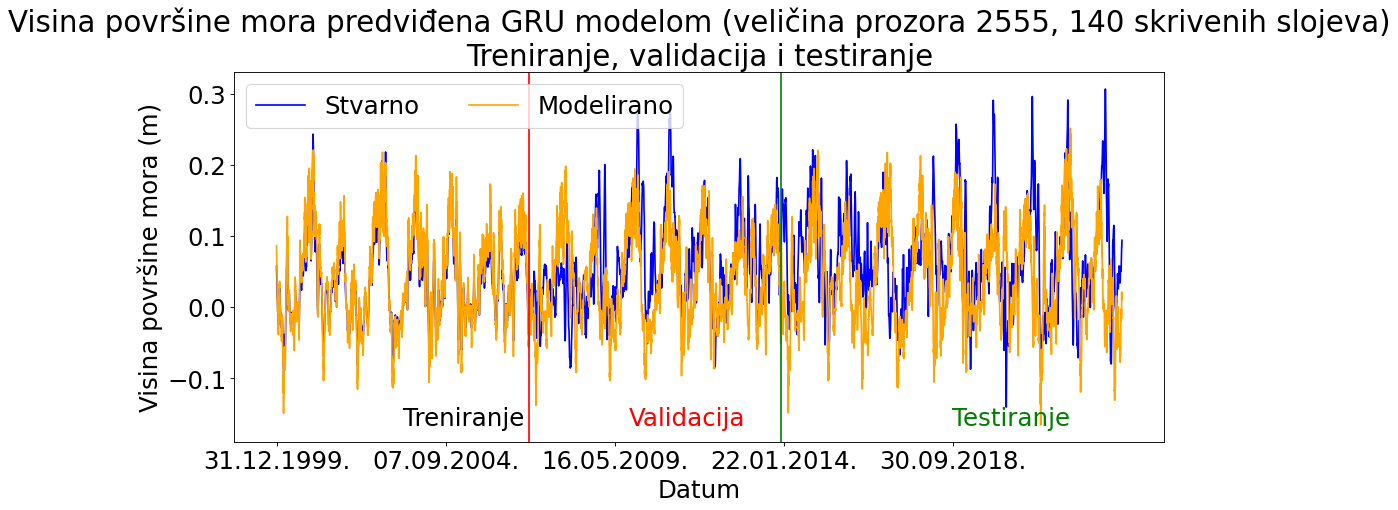 Visina površine mora predviđena GRU modelom (veličina prozora 2555, 140 skrivenih slojeva)
Treniranje, validacija i testiranje
Stvarno
Modelirano
Visina površine mora (m)
0.3
0.2
0.1
0.0
−0.1
Treniranje
Validacija
Testiranje
31.12.1999.
07.09.2004.
16.05.2009.
22.01.2014.
30.09.2018.
Datum